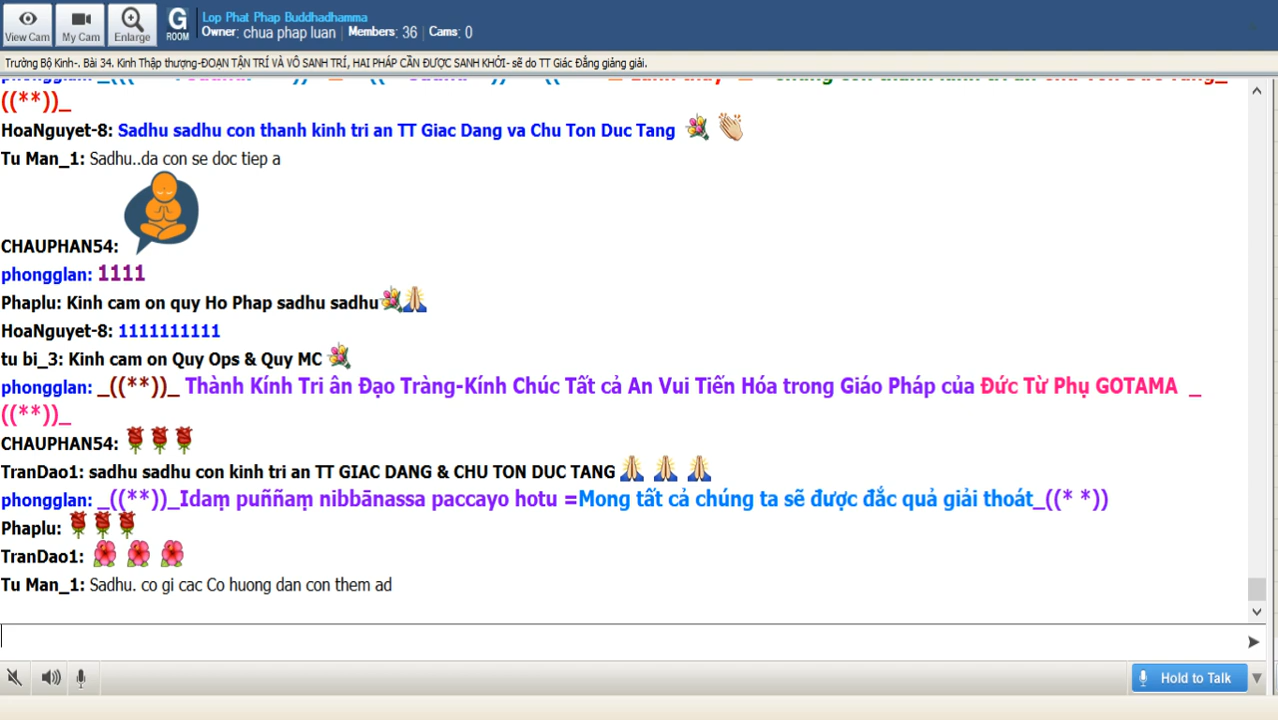 View Cam
My Cam
Enlarge
G
ROOM
Lop Phat Phap Buddhadhamma
Owner: chua phap luan | Members: 36 | Cams: 0
Trường Bộ Kinh-. Bài 34. Kinh Thập thượng-ĐOẠN TẬN TRÍ VÀ VÔ SANH TRÍ, HAI PHÁP CẦN ĐƯỢC SANH KHỞI- sẽ do TT Giác Đẳng giảng giải.
((**))_
HoaNguyet-8: Sadhu sadhu con thanh kinh tri an TT Giac Dang va Chu Ton Duc Tang
Tu Man_1: Sadhu..da con se doc tiep a
CHAUPHAN54:
phongglan: 1111
Phaplu: Kinh cam on quy Ho Phap sadhu sadhu
HoaNguyet-8: 1111111111
tu bi_3: Kinh cam on Quy Ops & Quy MC
phongglan: _((**))_ Thành Kính Tri ân Đạo Tràng-Kính Chúc Tất cả An Vui Tiến Hóa trong Giáo Pháp của Đức Từ Phụ GOTAMA _
((**))_
CHAUPHAN54:
TranDao1: sadhu sadhu con kinh tri an TT GIAC DANG & CHU TON DUC TANG
phongglan: _((**))_Idaṃ puññaṃ nibbānassa paccayo hotu =Mong tất cả chúng ta sẽ được đắc quả giải thoát_((* *))
Phaplu:
TranDao1:
Tu Man_1: Sadhu. co gi cac Co huong dan con them ad
Hold to Talk